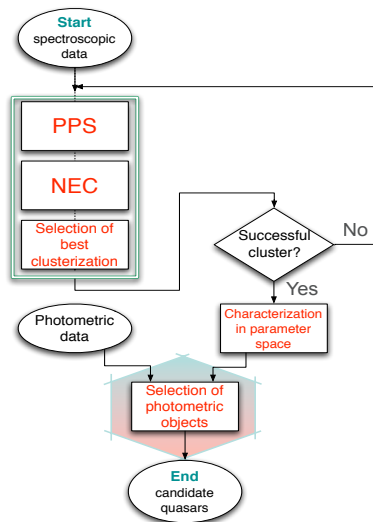 Start
spectroscopic
data
PPS
NEC
Selection of
best
clusterization
Successful
cluster?
No
Yes
Characterization
in parameter
space
Photometric
data
Selection of
photometric
objects
End
candidate
quasars